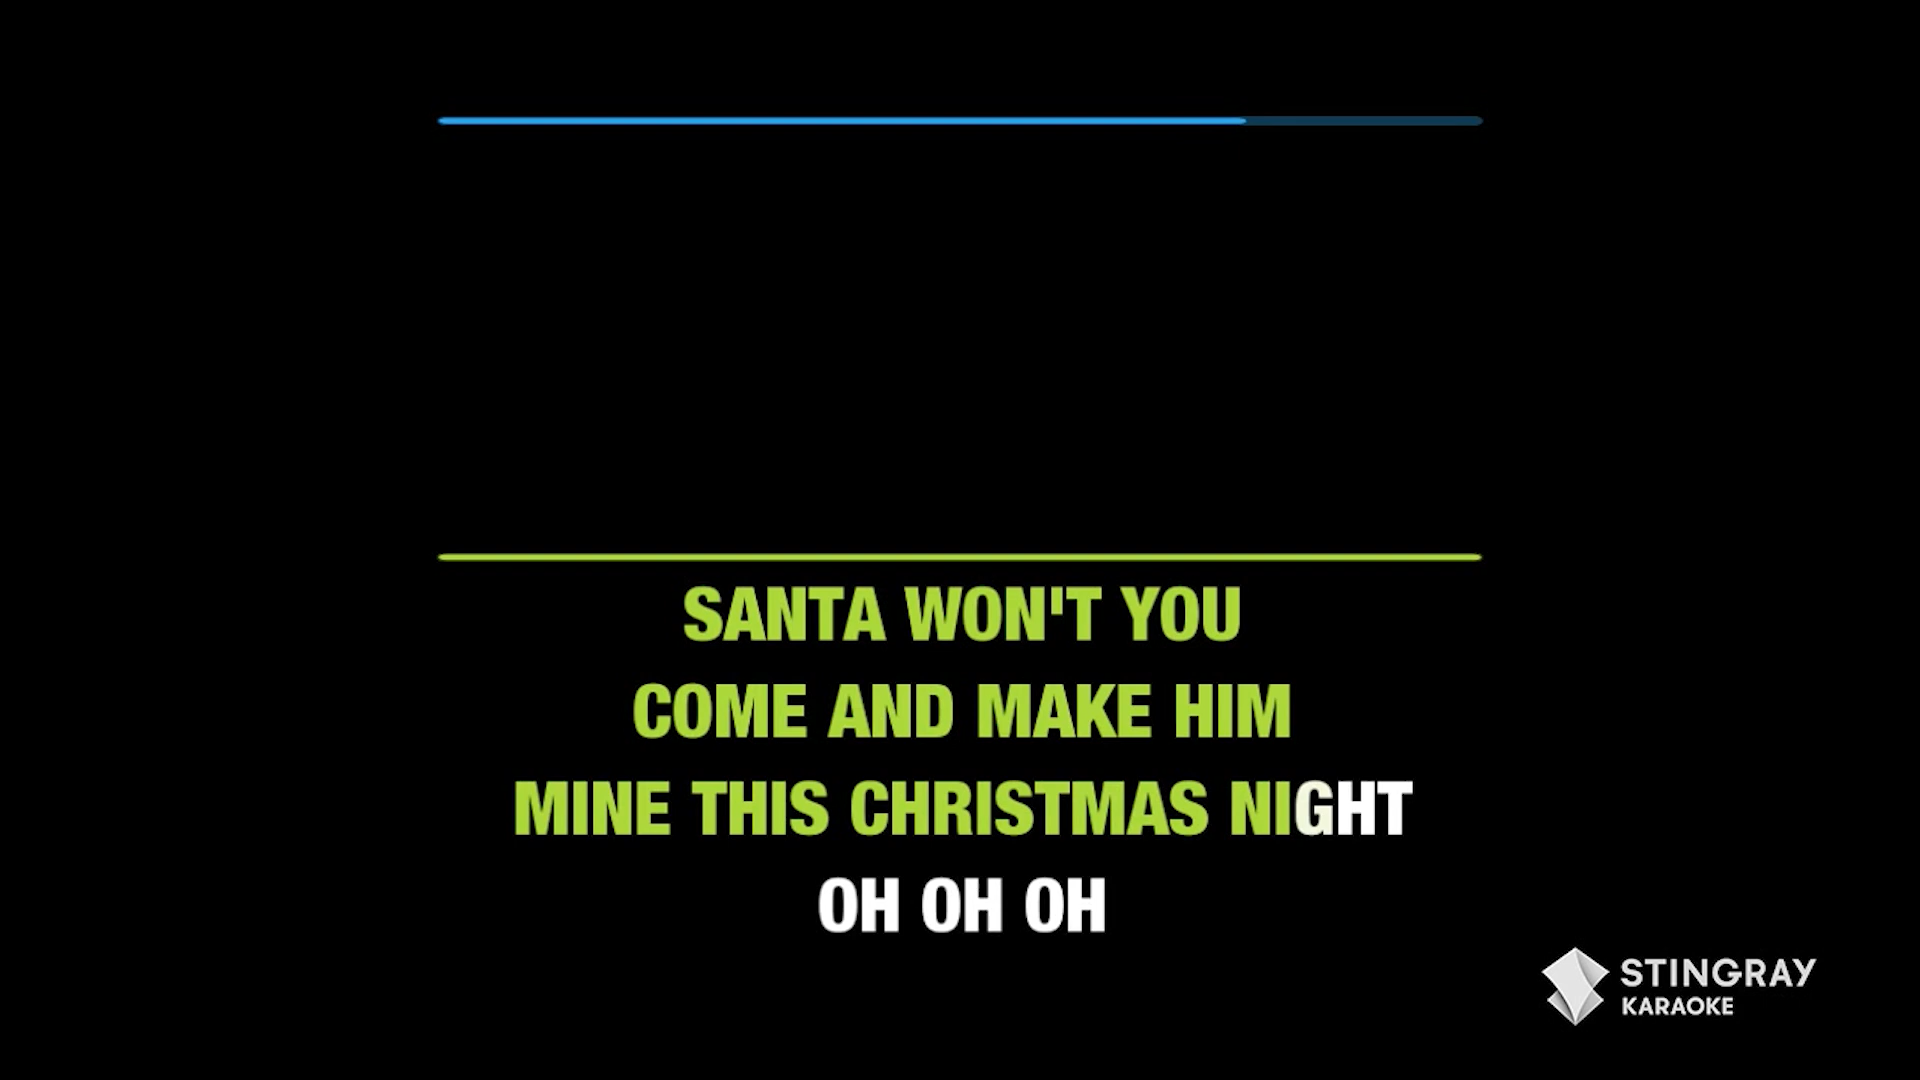 SANTA WON'T YOU
COME AND MAKE HIM
MINE THIS CHRISTMAS NIGHT
OH OH OH
STINGRAY
KARAOKE